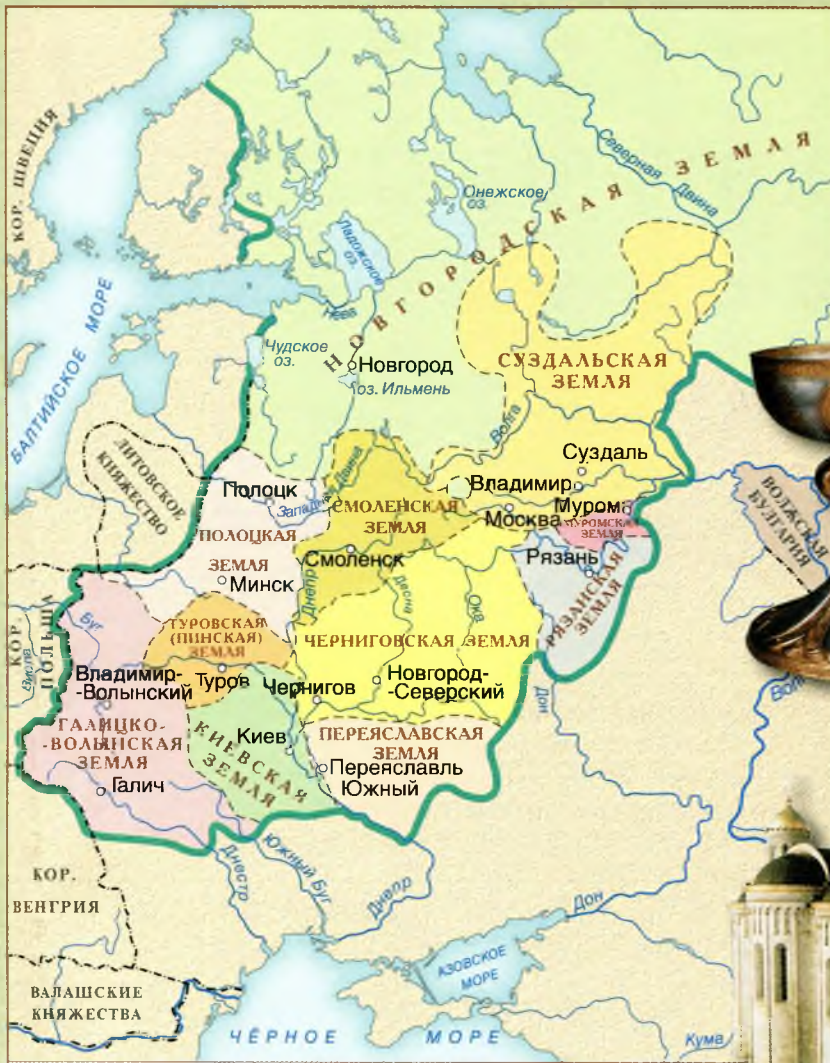 КОР. ШВЕЦИЯ
БАЛТИЙСКОЕ МОРЕ
Северная Двина
НОВГОРОДСКАЯ ЗЕМЛЯ
Онежское
оз.
Ладожское
оз.
Нева
Чудское
оз.
Новгород
оз. Ильмень
СУЗДАЛЬСКАЯ
ЗЕМЛЯ
Волга
Суздаль
Владимир
Муром
МУРОМСКАЯ
ЗЕМЛЯ
Москва
ВОЛЖСКАЯ
БУЛГАРИЯ
ЛИТОВСКОЕ
КНЯЖЕСТВО
Полоцк
Западная Двина
ПОЛОЦКАЯ
ЗЕМЛЯ
Минск
СМОЛЕНСКАЯ
ЗЕМЛЯ
Смоленск
Днепр
Десна
Ока
Рязань
РЯЗАНСКАЯ
ЗЕМЛЯ
КОР.
ПОЛЬША
Висла
Буг
ТУРОВСКАЯ
(ПИНСКАЯ)
ЗЕМЛЯ
Туров
ЧЕРНИГОВСКАЯ ЗЕМЛЯ
Чернигов
Новгород-
-Северский
Владимир-
-Волынский
ГАЛИЦКО-
-ВОЛЫНСКАЯ
ЗЕМЛЯ
Галич
Киев
КИЕВСКАЯ
ЗЕМЛЯ
ПЕРЕЯСЛАВСКАЯ
ЗЕМЛЯ
Переяславль
Южный
Дон
КОР.
ВЕНГРИЯ
Днестр
Южный Буг
Днепр
Дон
ВАЛАШСКИЕ
КНЯЖЕСТВА
АЗОВСКОЕ
МОРЕ
ЧЁРНОЕ МОРЕ
Кума